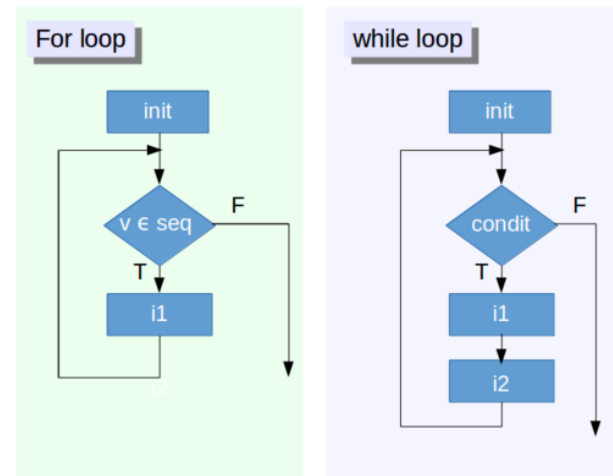 For loop
init
v ϵ seq
F
T
i1
i2
while loop
init
condit
F
T
i1
i2